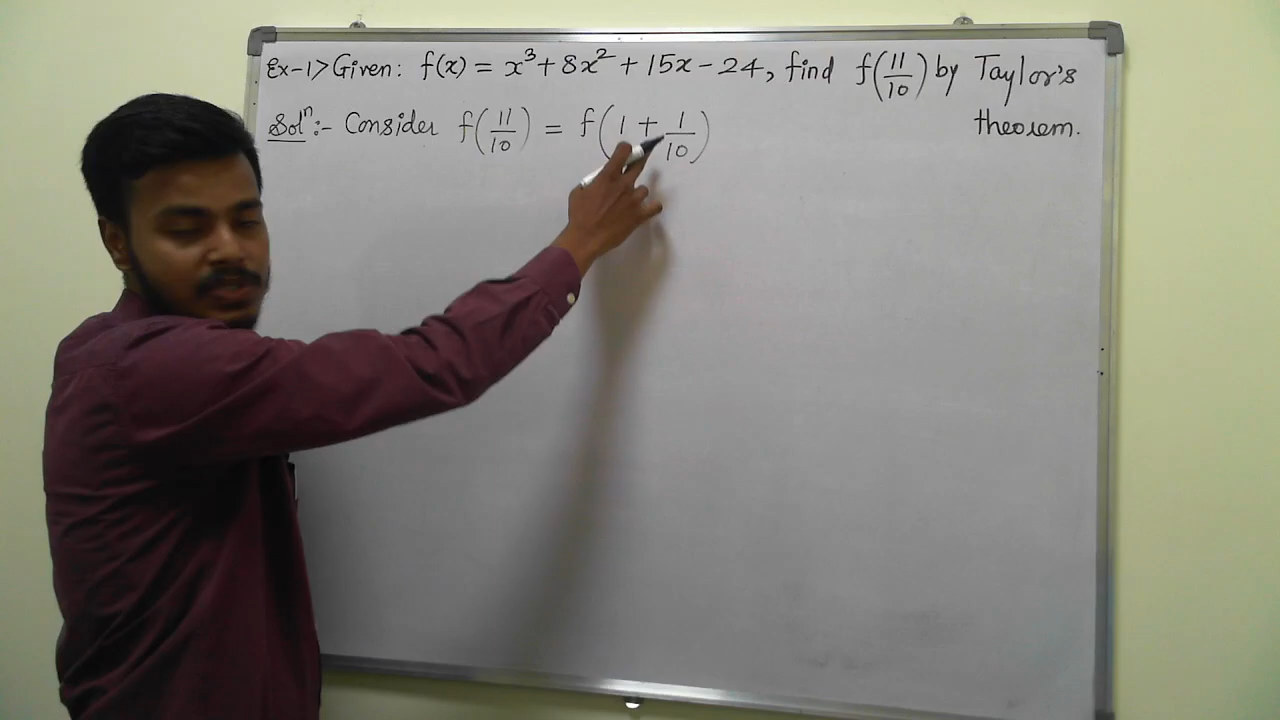 Ex-1> Given: f(x) = x³ + 8x² + 15x - 24, find f(11/10) by Taylor's theorem.
Solⁿ:- Consider f(11/10) = f(1 + 1/10)